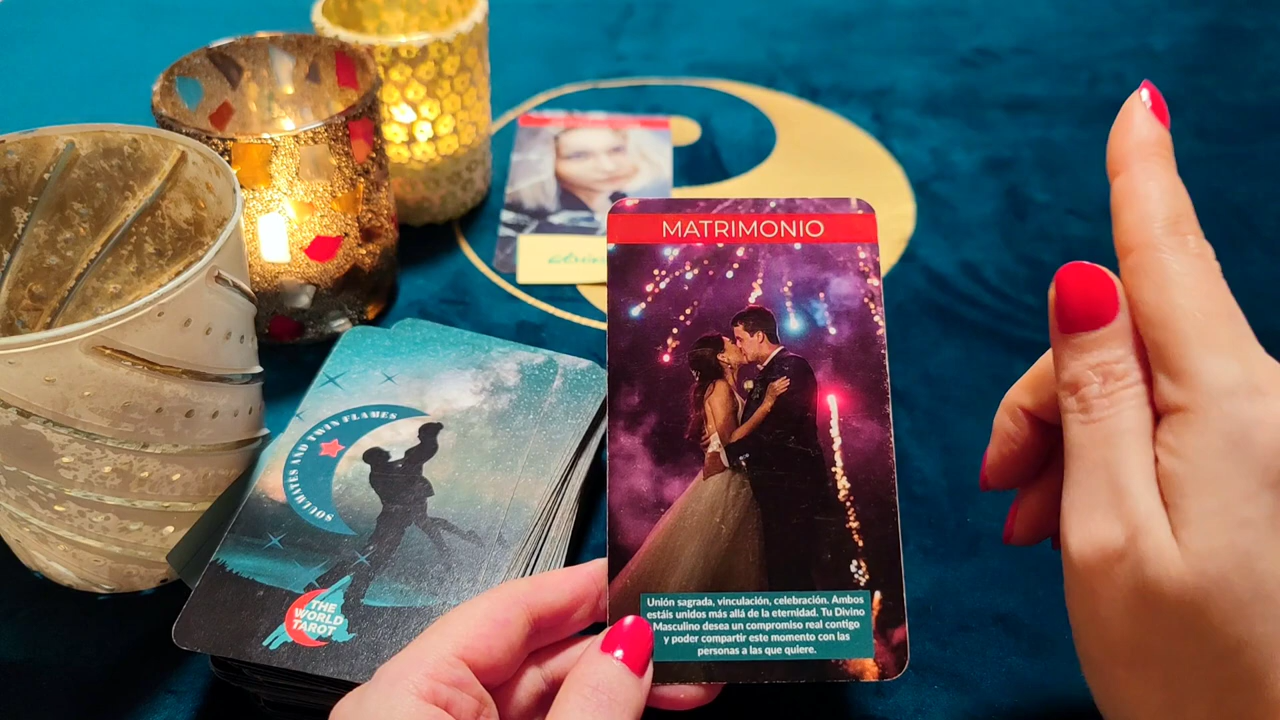 MATRIMONIO
Unión sagrada, vinculación, celebración. Ambos
estáis unidos más allá de la eternidad. Tu Divino
Masculino desea un compromiso real contigo
y poder compartir este momento con las
personas a las que quiere.
SOULMATES AND TWIN FLAMES
THE
WORLD
TAROT